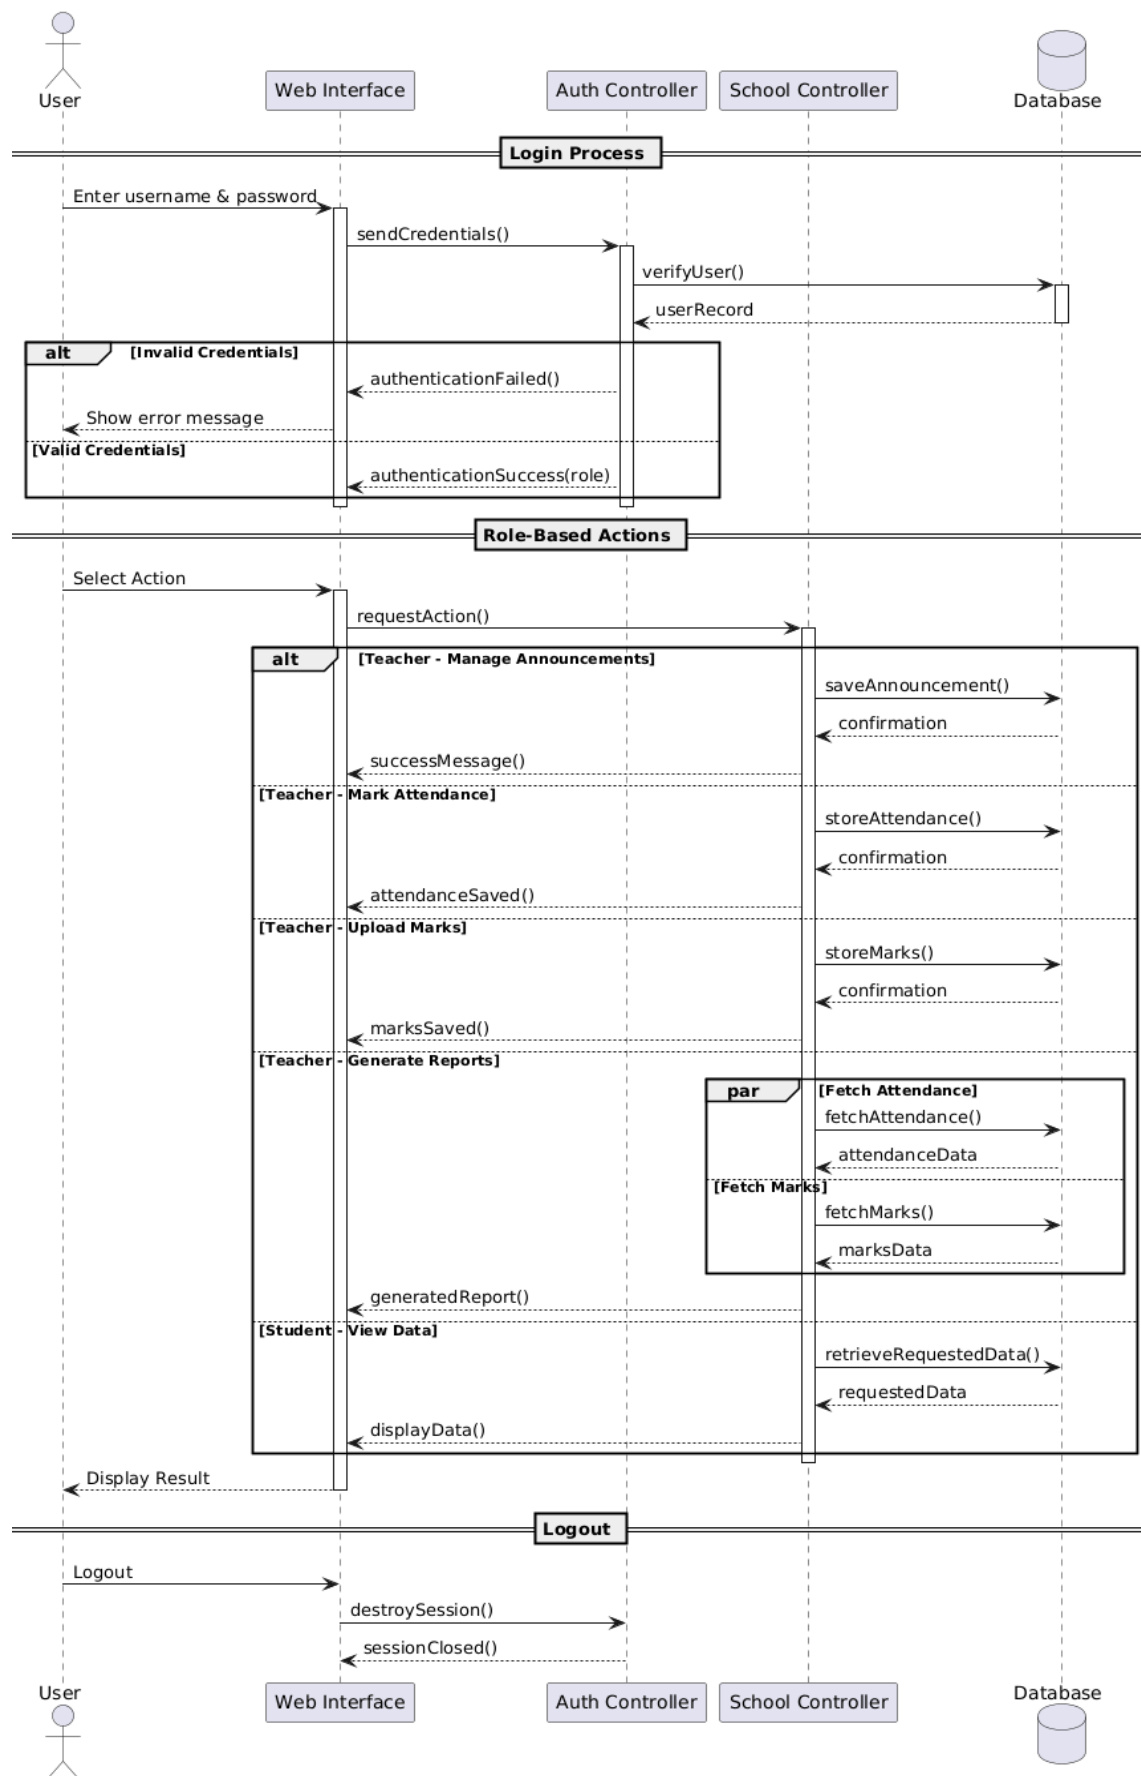 User
Web Interface
Auth Controller
School Controller
Database
Login Process
Enter username & password
sendCredentials()
verifyUser()
userRecord
alt
[Invalid Credentials]
authenticationFailed()
Show error message
[Valid Credentials]
authenticationSuccess(role)
Role-Based Actions
Select Action
requestAction()
alt
[Teacher - Manage Announcements]
saveAnnouncement()
confirmation
successMessage()
[Teacher - Mark Attendance]
storeAttendance()
confirmation
attendanceSaved()
[Teacher - Upload Marks]
storeMarks()
confirmation
marksSaved()
[Teacher - Generate Reports]
par
[Fetch Attendance]
fetchAttendance()
attendanceData
[Fetch Marks]
fetchMarks()
marksData
generatedReport()
[Student - View Data]
retrieveRequestedData()
requestedData
displayData()
Display Result
Logout
Logout
destroySession()
sessionClosed()
User
Web Interface
Auth Controller
School Controller
Database